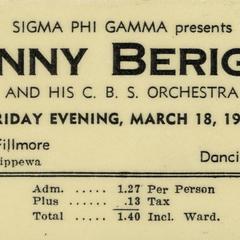 SIGMA PHI GAMMA presents
NNY BERIG
AND HIS C. B. S. ORCHESTRA
RIDAY EVENING, MARCH 18, 19
Fillmore
ippewa
Danci
Adm. ..... 1.27 Per Person
Plus ..... .13 Tax
Total .... 1.40 Incl. Ward.